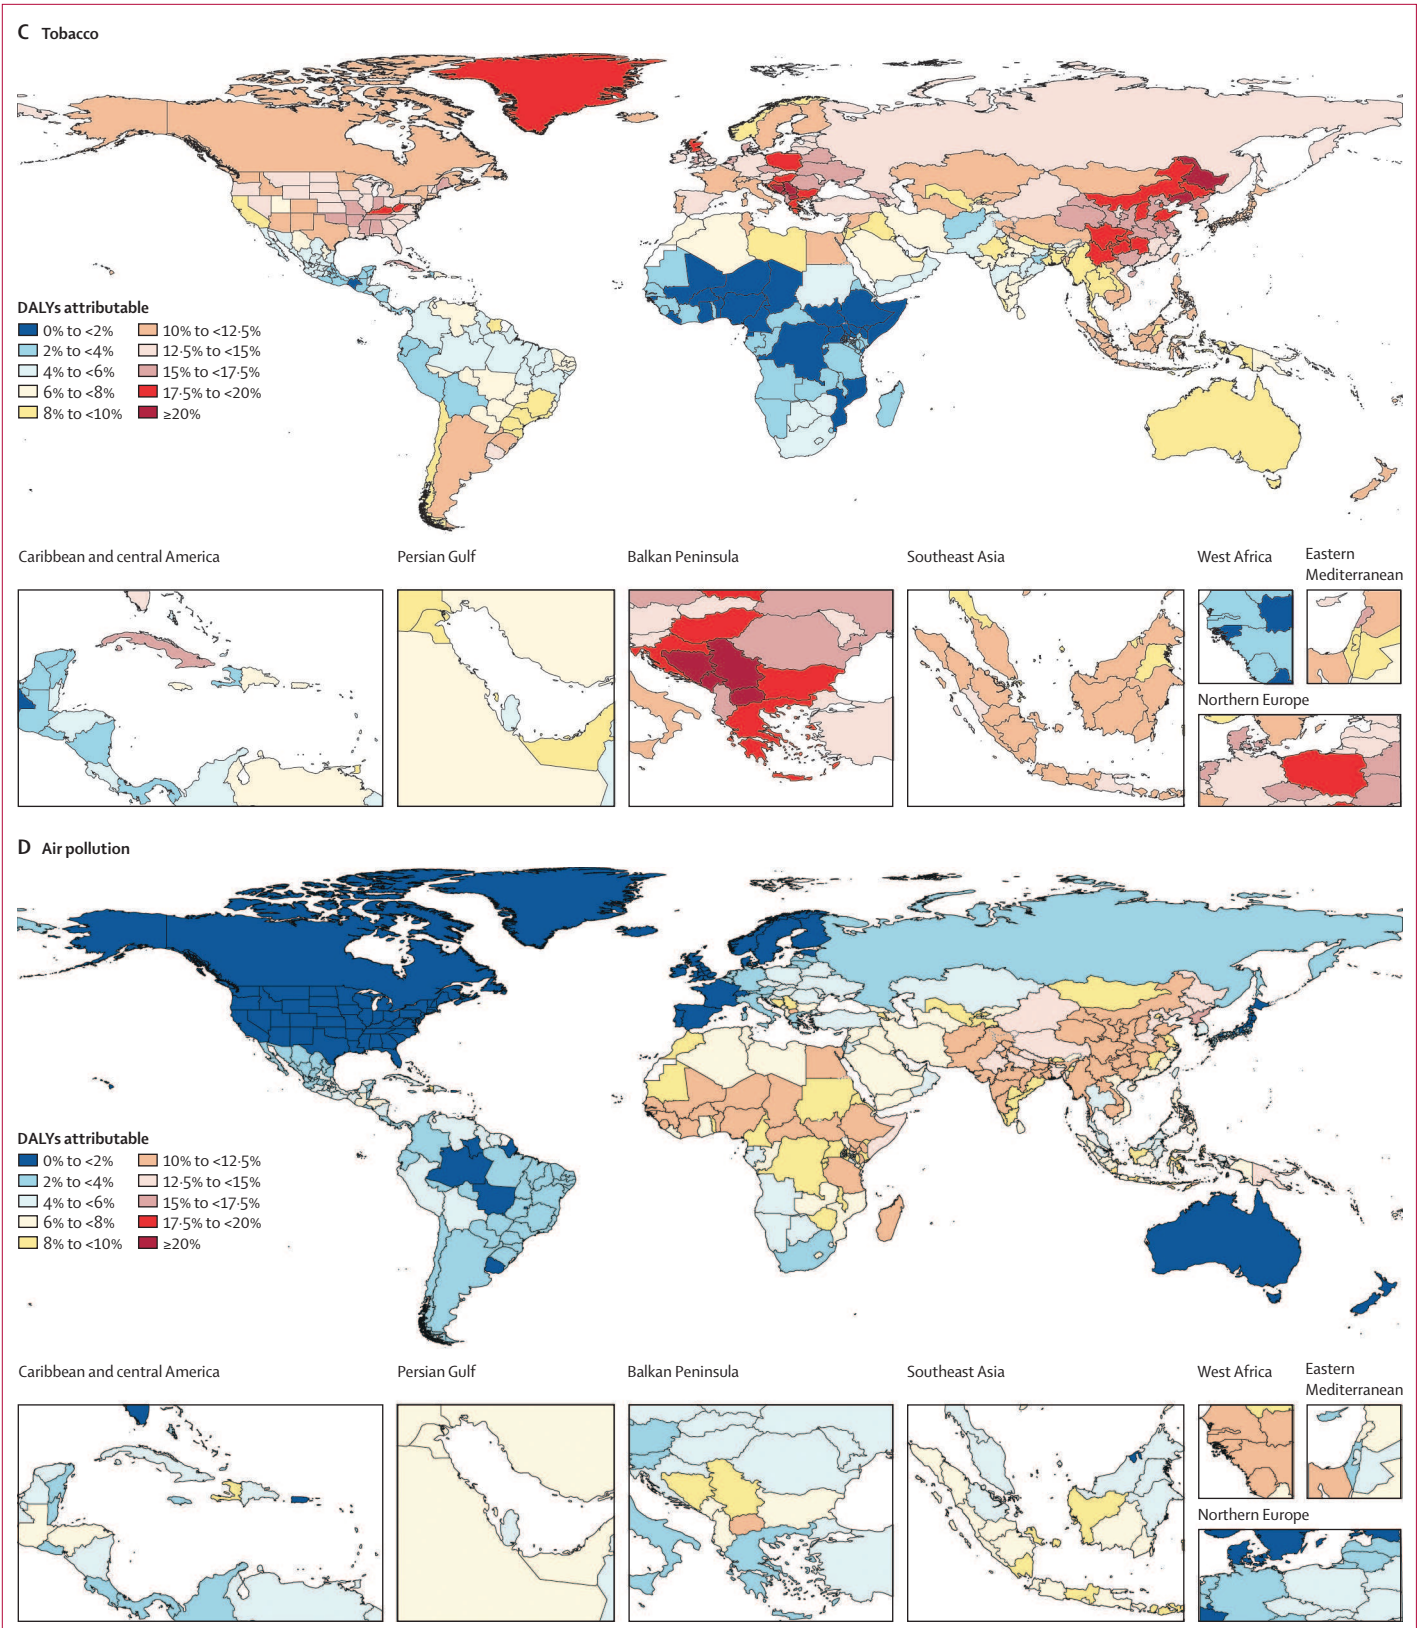 C Tobacco
DALYs attributable
0% to <2%
2% to <4%
4% to <6%
6% to <8%
8% to <10%
10% to <12·5%
12·5% to <15%
15% to <17·5%
17·5% to <20%
≥20%
Caribbean and central America
Persian Gulf
Balkan Peninsula
Southeast Asia
West Africa
Eastern
Mediterranean
Northern Europe
D Air pollution
DALYs attributable
0% to <2%
2% to <4%
4% to <6%
6% to <8%
8% to <10%
10% to <12·5%
12·5% to <15%
15% to <17·5%
17·5% to <20%
≥20%
Caribbean and central America
Persian Gulf
Balkan Peninsula
Southeast Asia
West Africa
Eastern
Mediterranean
Northern Europe